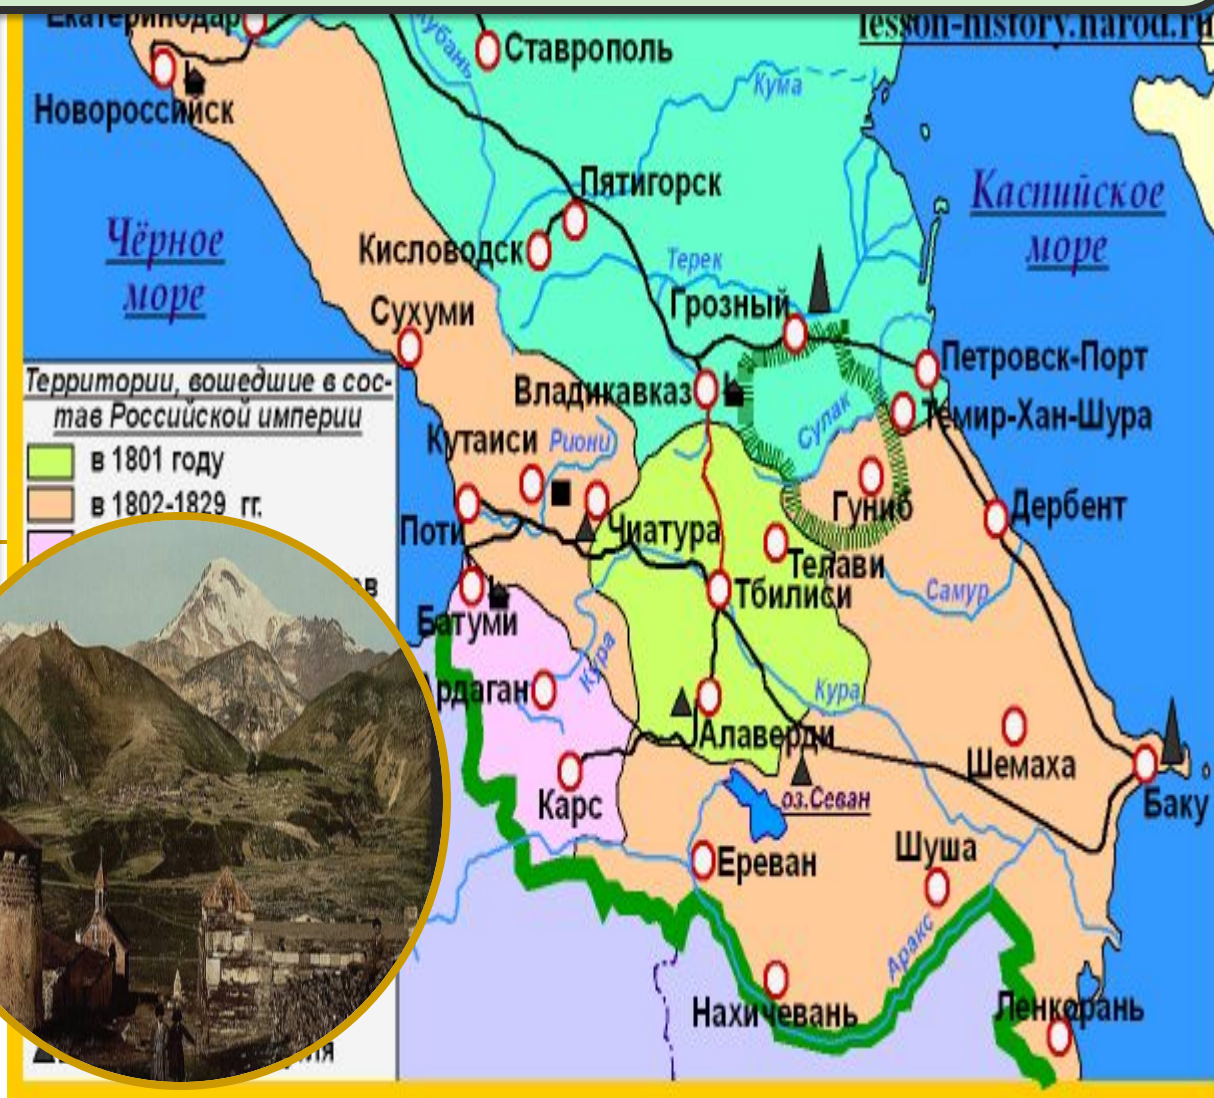 Екатеринодар
lesson-history.narod.ru
Кубань
Ставрополь
Кума
Новороссийск
Пятигорск
Каспийское
море
Чёрное
море
Кисловодск
Терек
Грозный
Сухуми
Петровск-Порт
Территории, вошедшие в сос-
тав Российской империи
Владикавказ
Темир-Хан-Шура
Сулак
Кутаиси
Риони
в 1801 году
в 1802-1829 гг.
Гуниб
Дербент
Поти
Чиатура
Телави
Тбилиси
Самур
Батуми
Кура
Ардаган
Кура
Алаверди
Шемаха
Карс
оз.Севан
Баку
Шуша
Ереван
Аракс
Нахичевань
Ленкорань